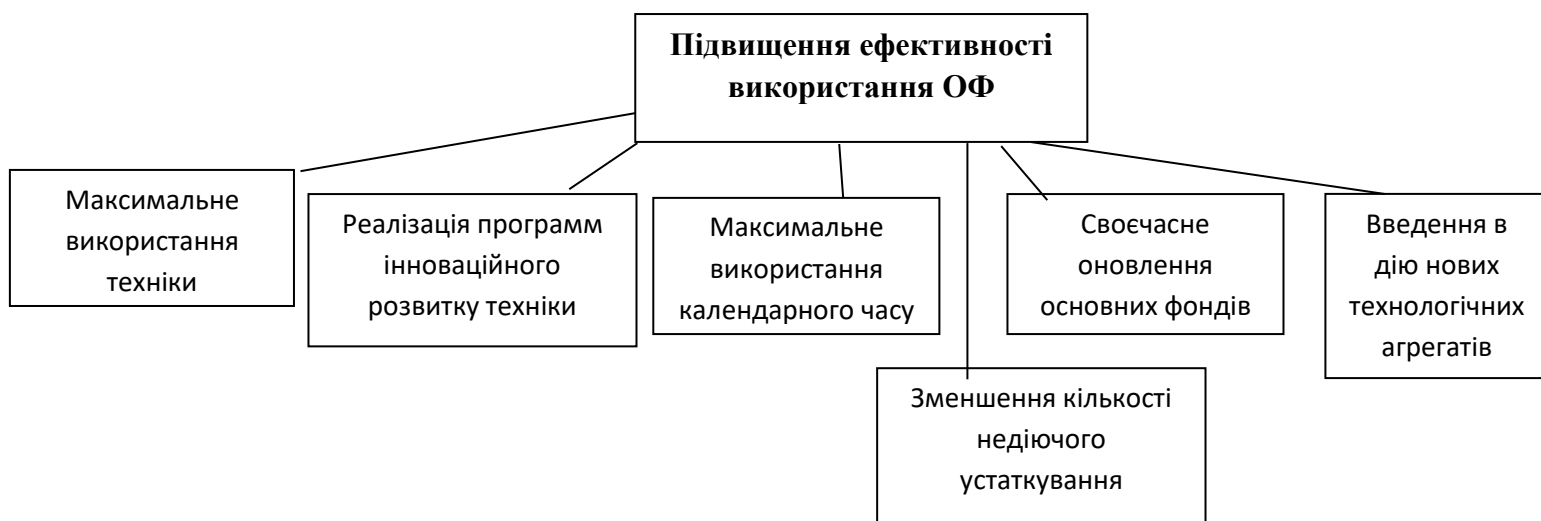 Підвищення ефективності
використання ОФ
Максимальне
використання
техніки
Реалізація программ
інноваційного
розвитку техніки
Максимальне
використання
календарного часу
Своєчасне
оновлення
основних фондів
Введення в
дію нових
технологічних
агрегатів
Зменшення кількості
недіючого
устаткування